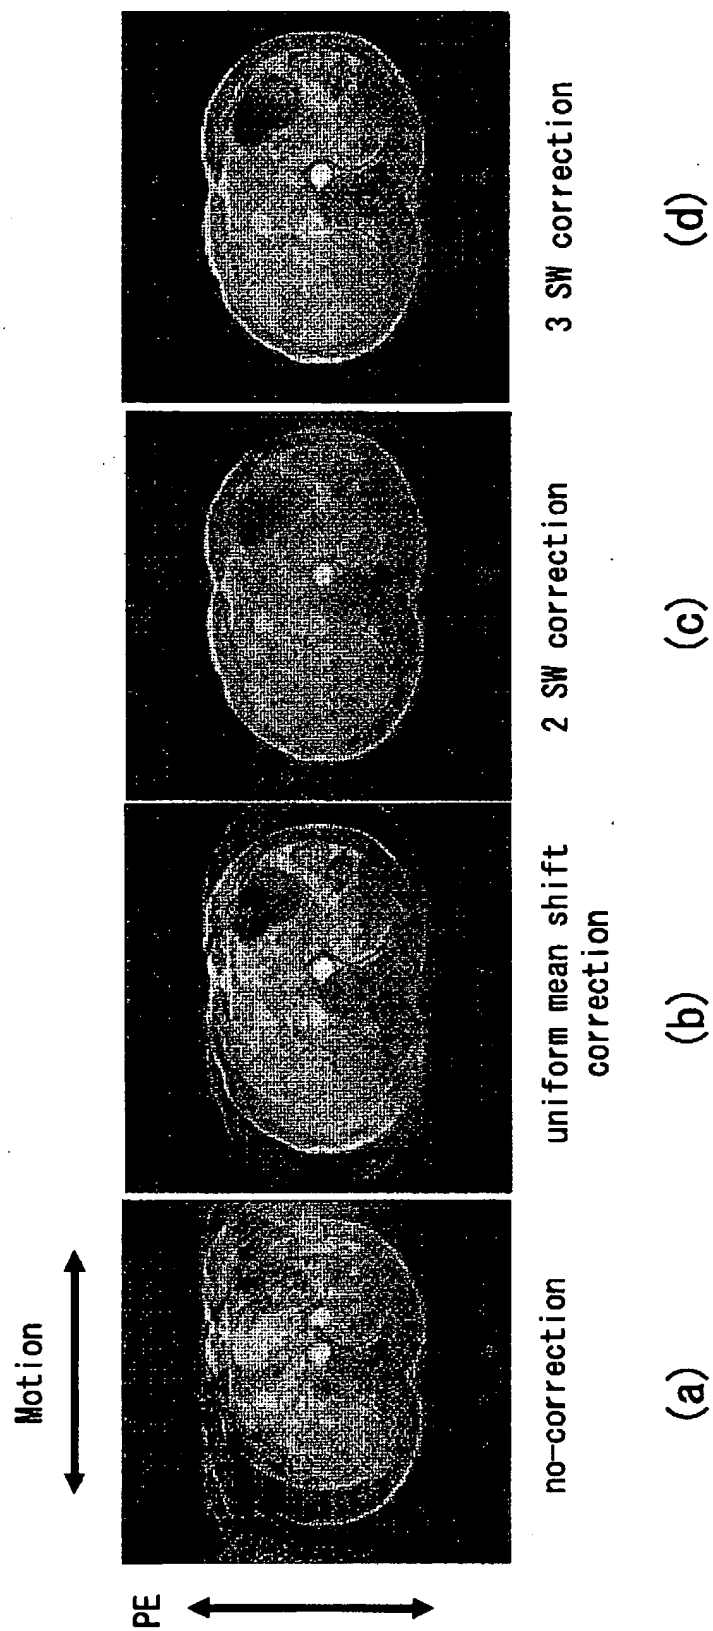 Motion
PE
no-correction
uniform mean shift
correction
2 SW correction
3 SW correction
(a)
(b)
(c)
(d)